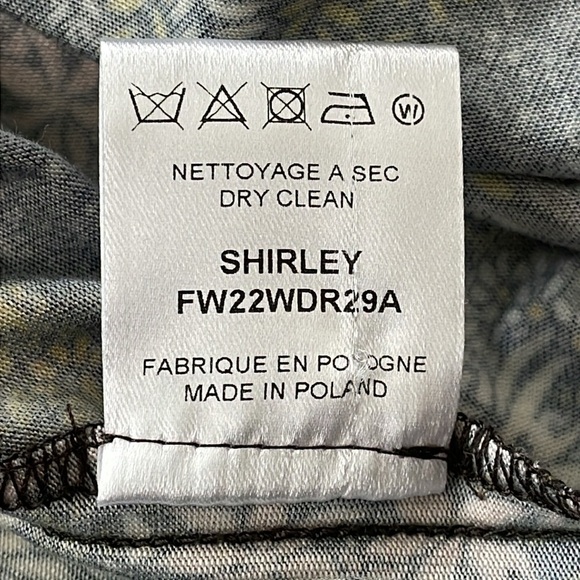 W
NETTOYAGE A SEC
DRY CLEAN
SHIRLEY
FW22WDR29A
FABRIQUE EN POLOGNE
MADE IN POLAND